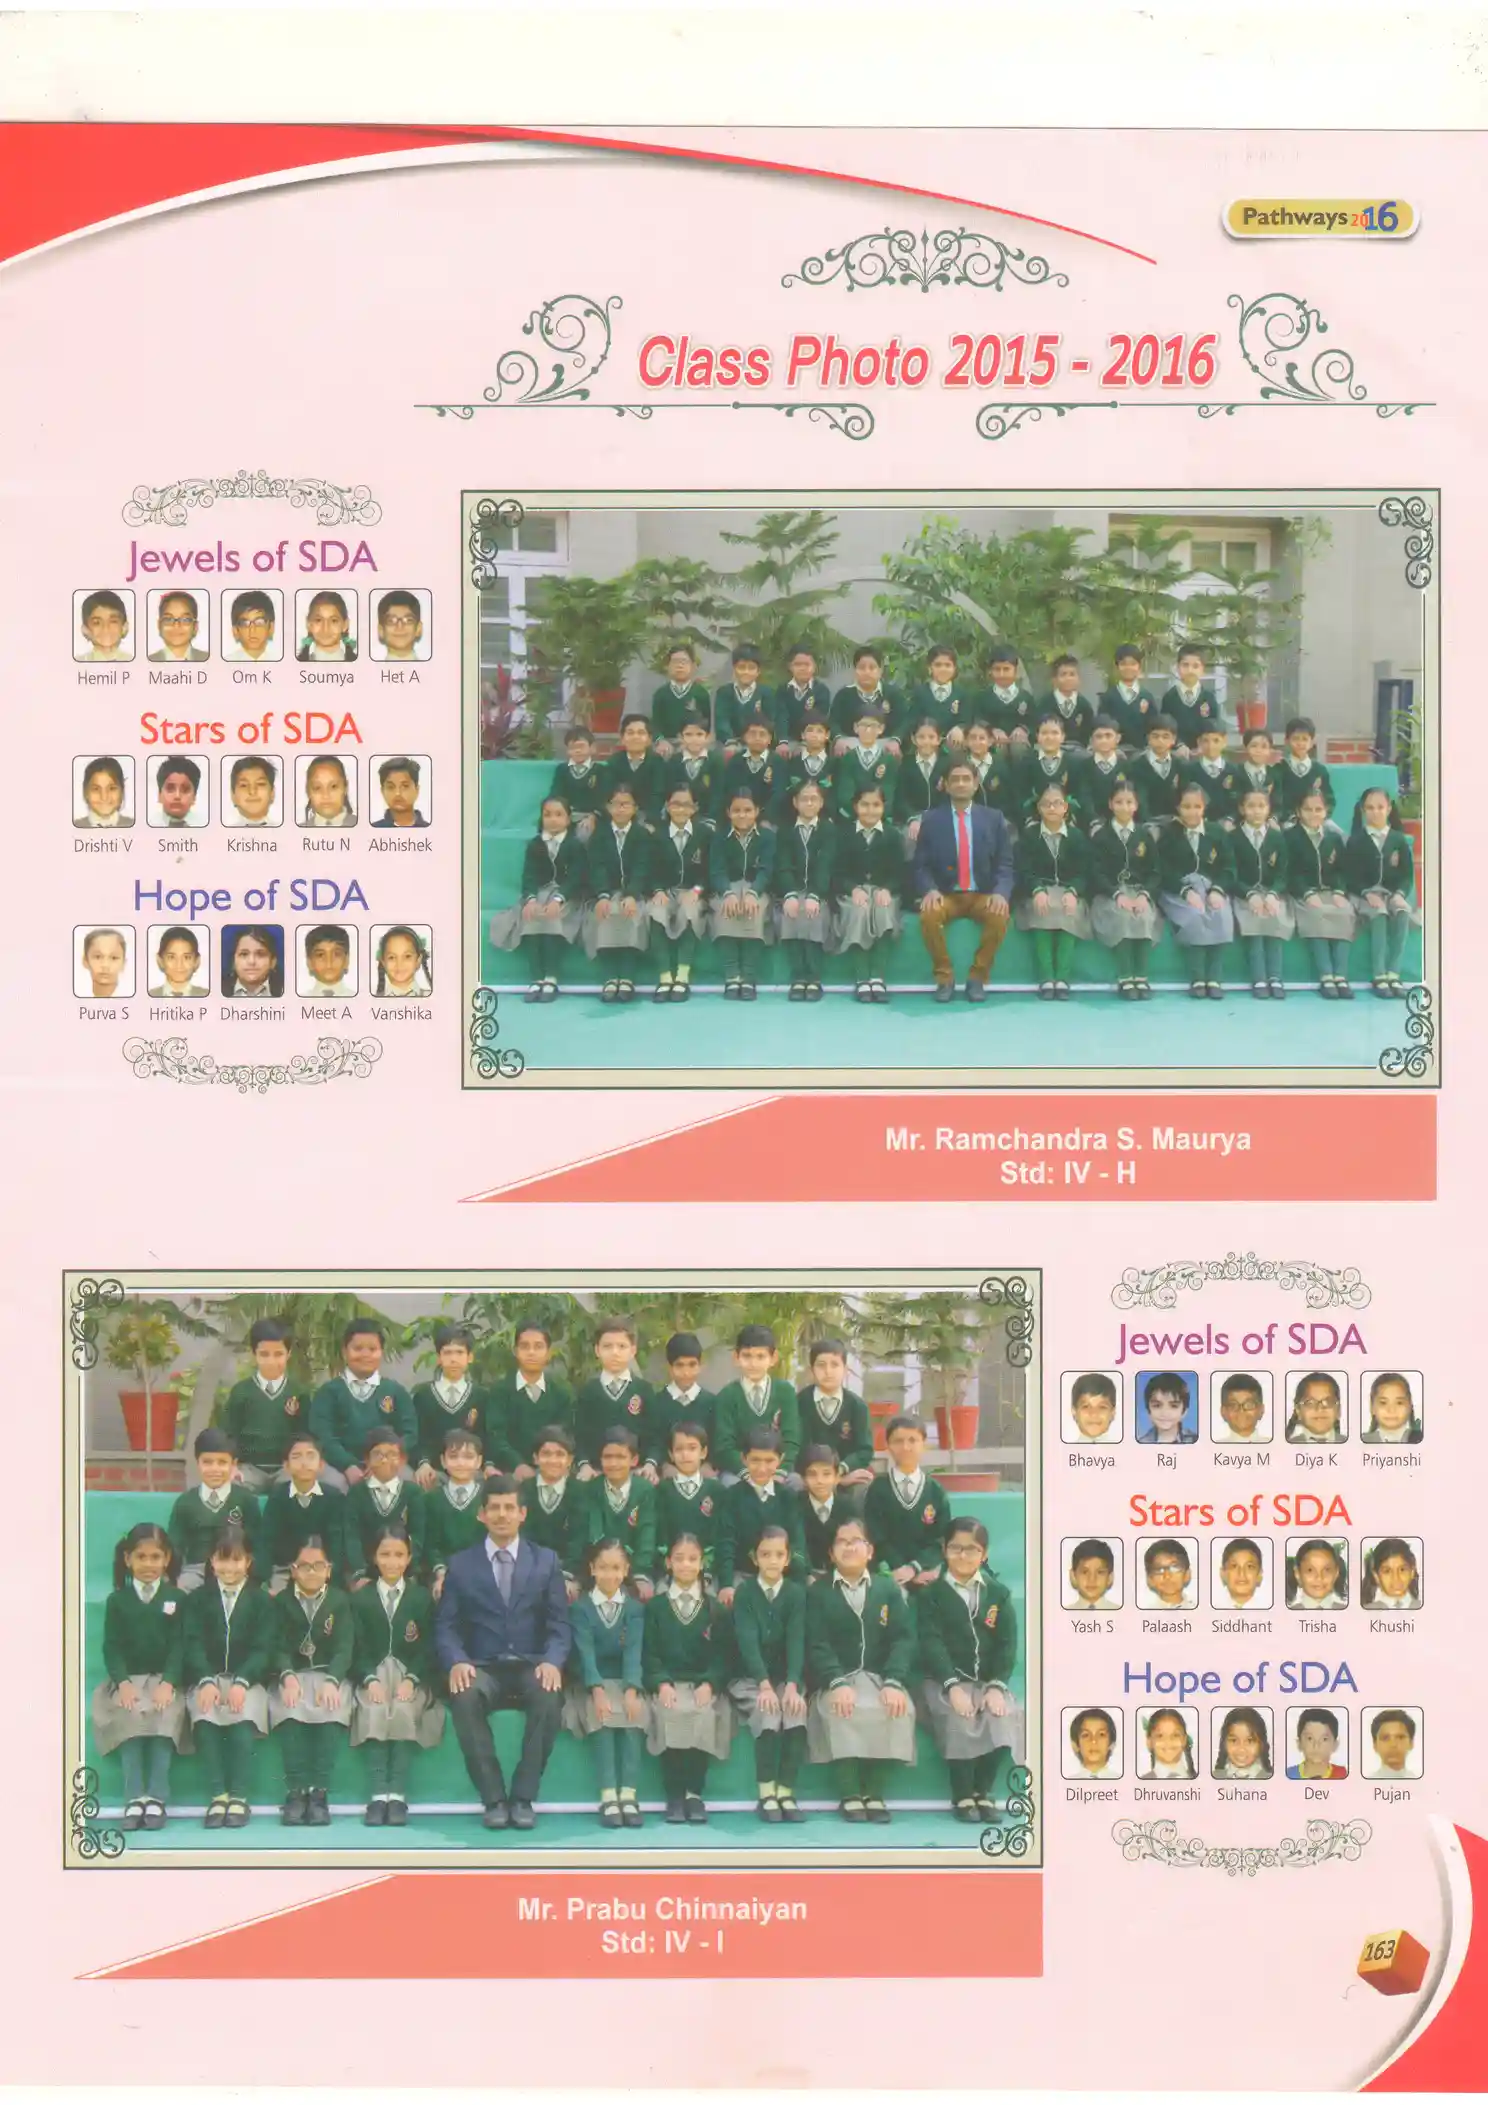 Pathways 2016
Class Photo 2015 - 2016
Jewels of SDA
Hemil P Maahi D Om K Soumya Het A
Stars of SDA
Drishti V Smith Krishna Rutu N Abhishek
Hope of SDA
Purva S Hritika P Dharshini Meet A Vanshika
Mr. Ramchandra S. Maurya
Std: IV - H
Jewels of SDA
Bhavya Raj Kavya M Diya K Priyanshi
Stars of SDA
Yash S Palaash Siddhant Trisha Khushi
Hope of SDA
Dilpreet Dhruvanshi Suhana Dev Pujan
Mr. Prabu Chinnaiyan
Std: IV - I
163